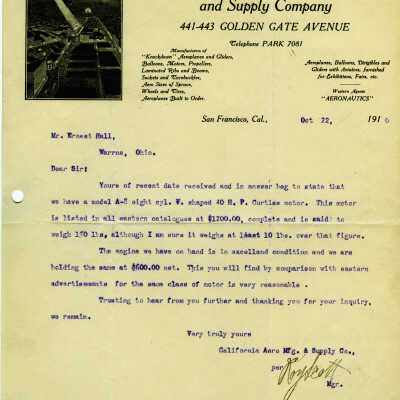 and Supply Company
441-443 GOLDEN GATE AVENUE
Telephone PARK 7081
Manufacturers of
"Knockdown" Aeroplanes and Gliders,
Balloons, Motors, Propellers,
Laminated Ribs and Beams,
Sockets and Turnbuckles,
Aero Sizes of Spruce,
Wheels and Tires,
Aeroplanes Built to Order.
Aeroplanes, Balloons, Dirigibles and
Gliders with Aviators, furnished
for Exhibitions, Fairs, etc.
Western Agents
"AERONAUTICS"
San Francisco, Cal., Oct 22, 191
Mr. Ernest Hall,
Warren, Ohio.
Dear Sir:
Yours of recent date received and in answer beg to state that
we have a model A-2 eight cyl. V. shaped 40 H. P. Curtiss motor. This motor
is listed in all western catalogues at $1200.00, complete and is said to
weigh 150 lbs, although I am sure it weighs at least 10 lbs. over that figure.
The engine we have on hand is in excelland condition and we are
holding the same at $600.00 net. This you will find by comparison with eastern
advertisements for the same class of motor is very reasonable .
Trusting to hear from you further and thanking you for your inquiry,
we remain.
Very truly yours
California Aero Mfg. & Supply Co.,
per Roy Scott
Mgr.